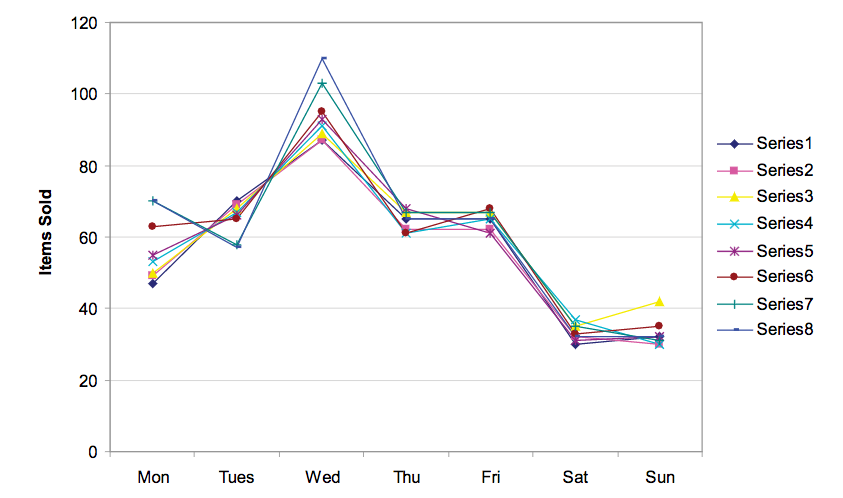 120
100
80
60
40
20
0
Items Sold
Mon Tues Wed Thu Fri Sat Sun
Series1
Series2
Series3
Series4
Series5
Series6
Series7
Series8